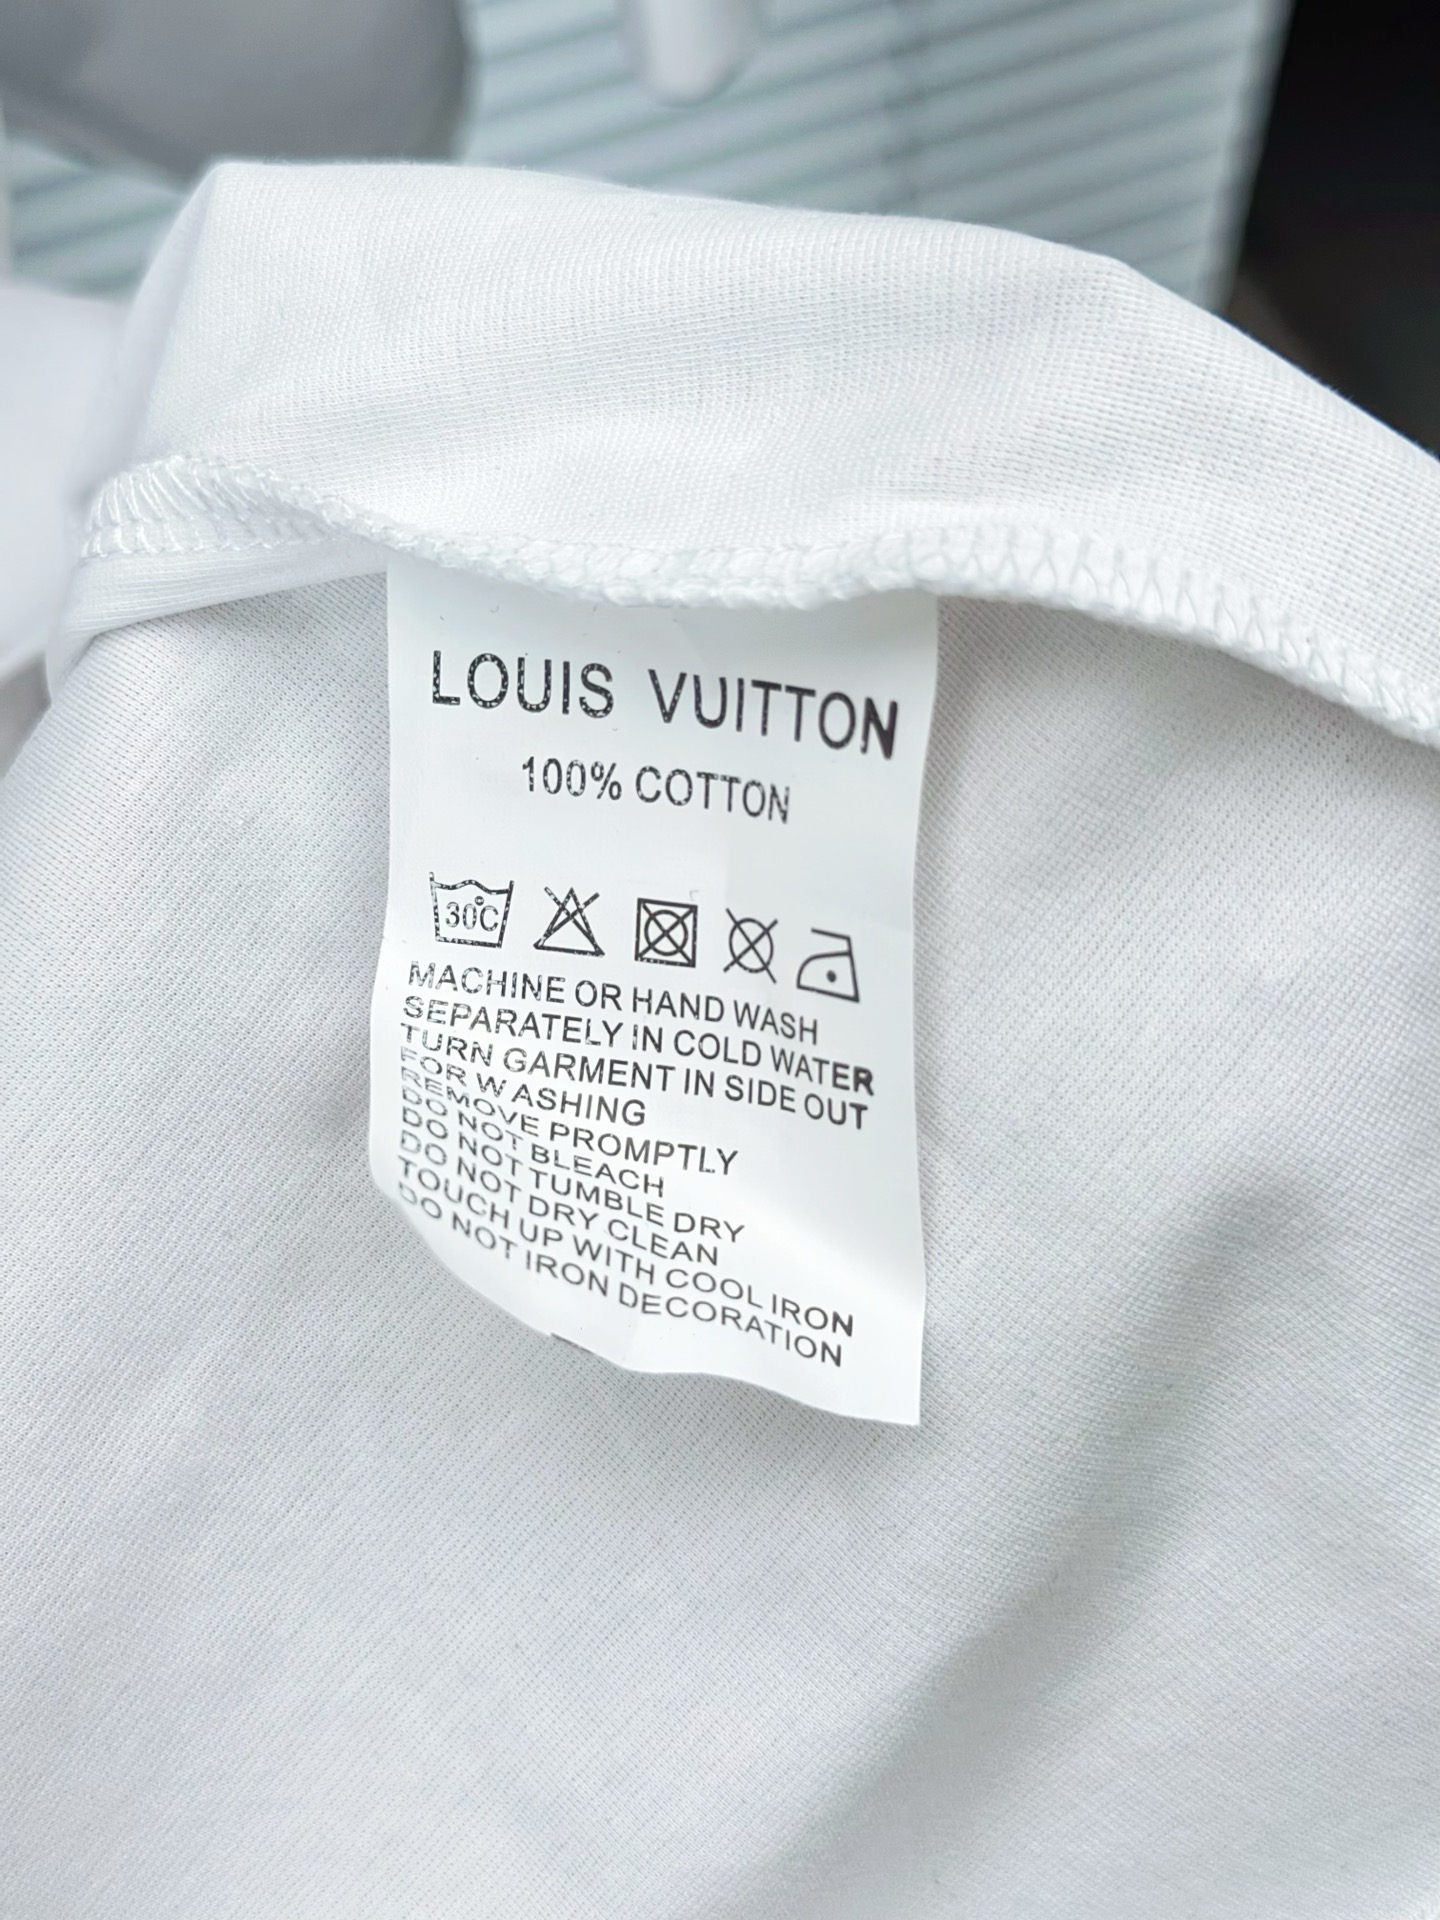 LOUIS VUITTON
100% COTTON
30°C
MACHINE OR HAND WASH
SEPARATELY IN COLD WATER
TURN GARMENT IN SIDE OUT
FOR WASHING
REMOVE PROMPTLY
DO NOT BLEACH
DO NOT TUMBLE DRY
DO NOT DRY CLEAN
TOUCH UP WITH COOL IRON
DO NOT IRON DECORATION